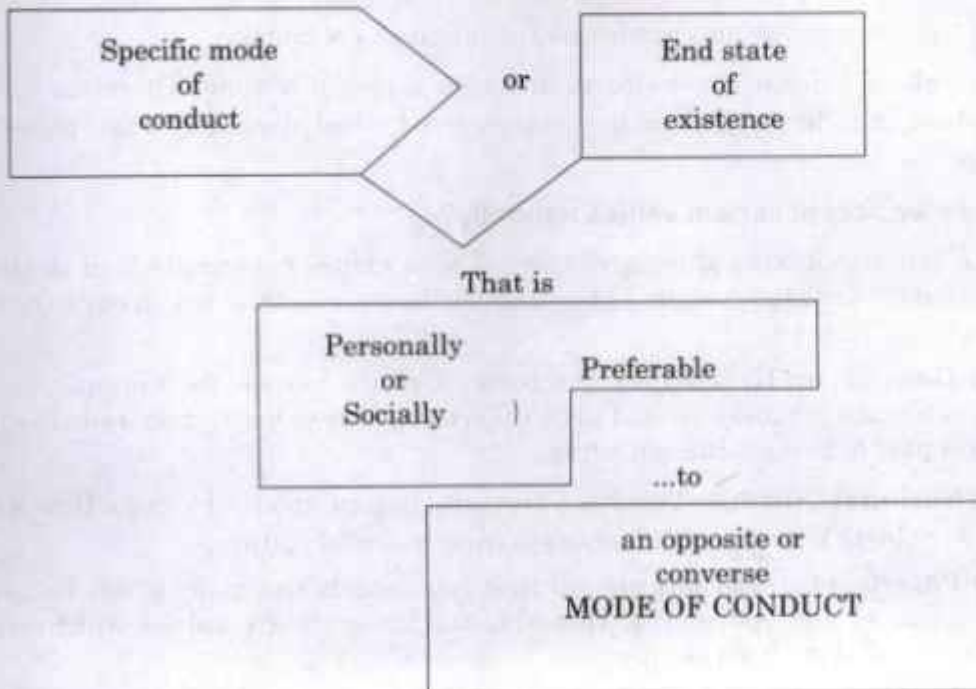 Specific mode
of
conduct
or
End state
of
existence
That is
Personally
or
Socially
Preferable
...to
an opposite or
converse
MODE OF CONDUCT